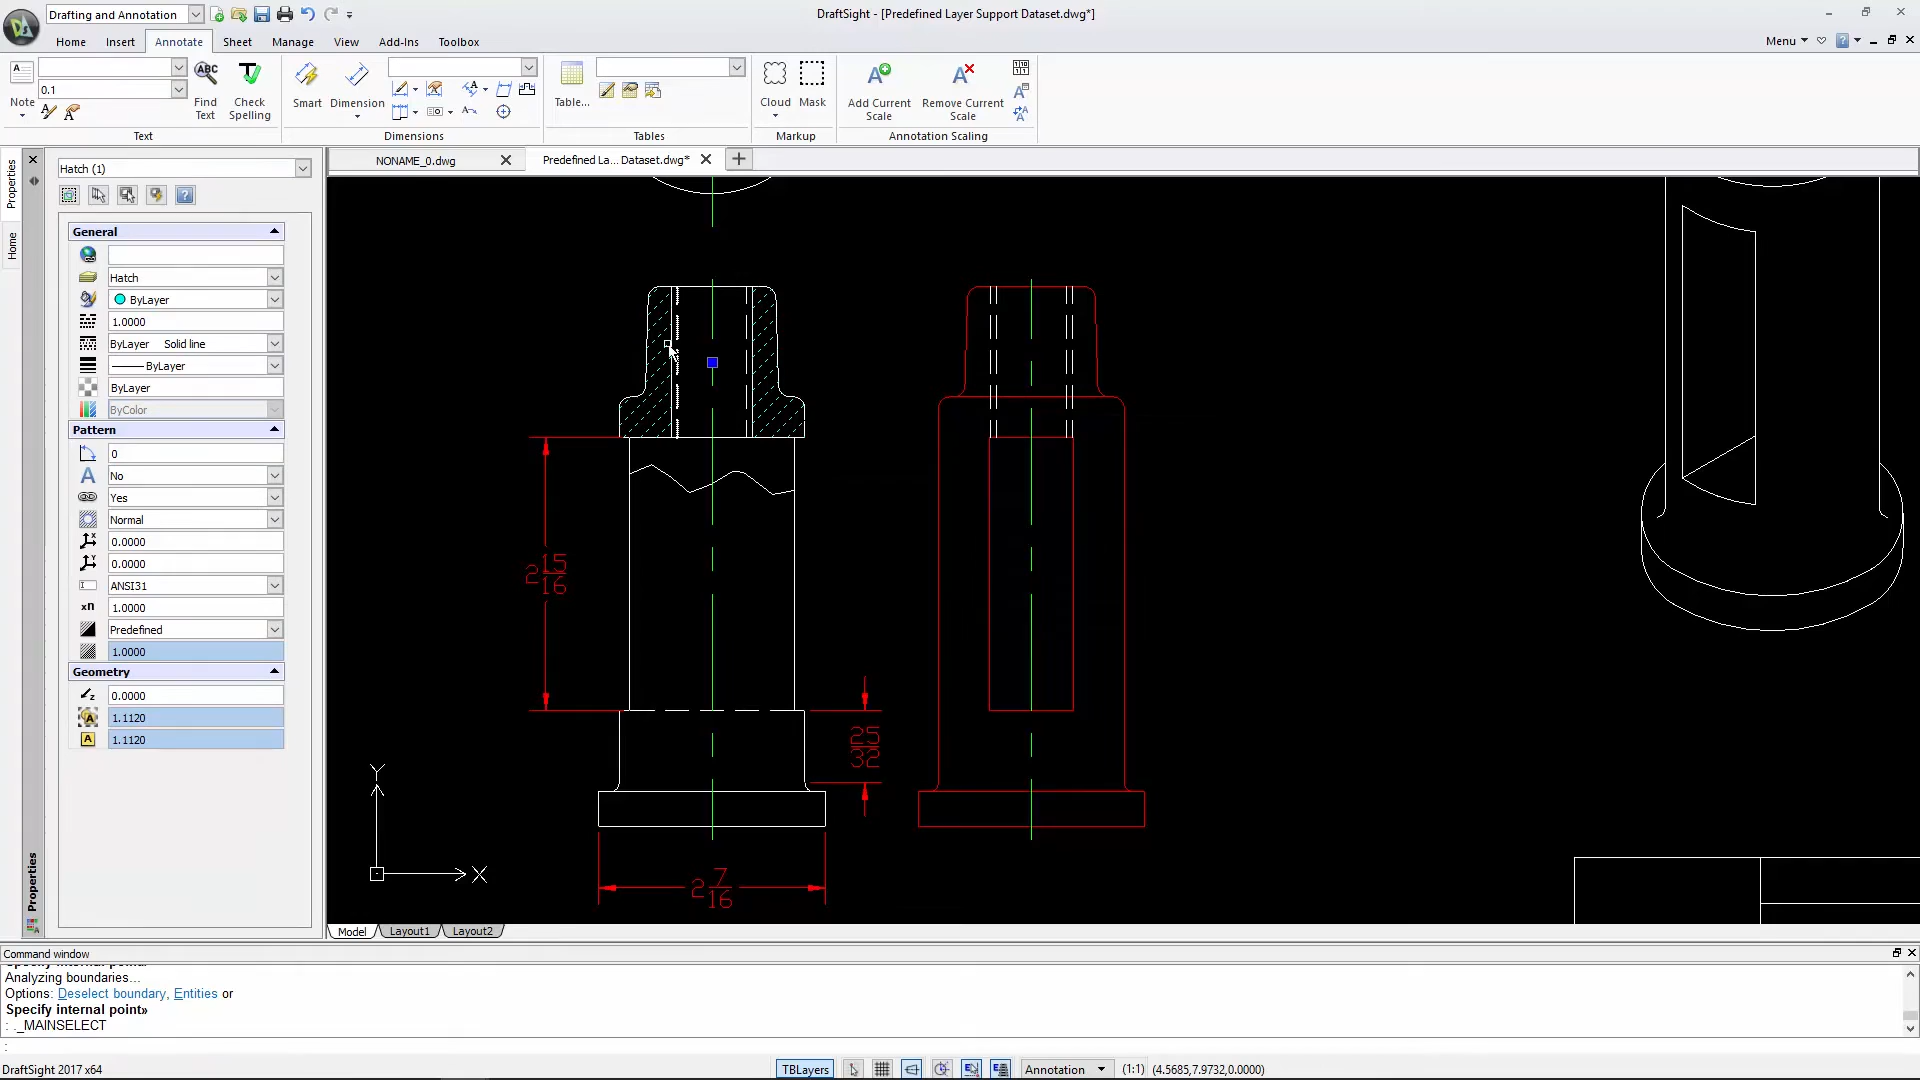 Drafting and Annotation
DraftSight - [Predefined Layer Support Dataset.dwg*]
Home Insert Annotate Sheet Manage View Add-Ins Toolbox
Menu
0.1
Note
Find Text
Check Spelling
Smart
Dimension
Table...
Cloud
Mask
Add Current Scale
Remove Current Scale
Text
Dimensions
Tables
Markup
Annotation Scaling
NONAME_0.dwg
Predefined La... Dataset.dwg*
Properties
Home
Properties
Hatch (1)
General
Hatch
ByLayer
1.0000
ByLayer Solid line
ByLayer
ByLayer
ByColor
Pattern
0
No
Yes
Normal
0.0000
0.0000
ANSI31
xn 1.0000
Predefined
1.0000
Geometry
0.0000
1.1120
1.1120
2 15/16
25/32
2 7/16
Y
X
Model Layout1 Layout2
Command window
Analyzing boundaries...
Options: Deselect boundary, Entities or
Specify internal point»
: ._MAINSELECT
:
DraftSight 2017 x64
TBLayers
Annotation
(1:1)
(4.5685,7.9732,0.0000)